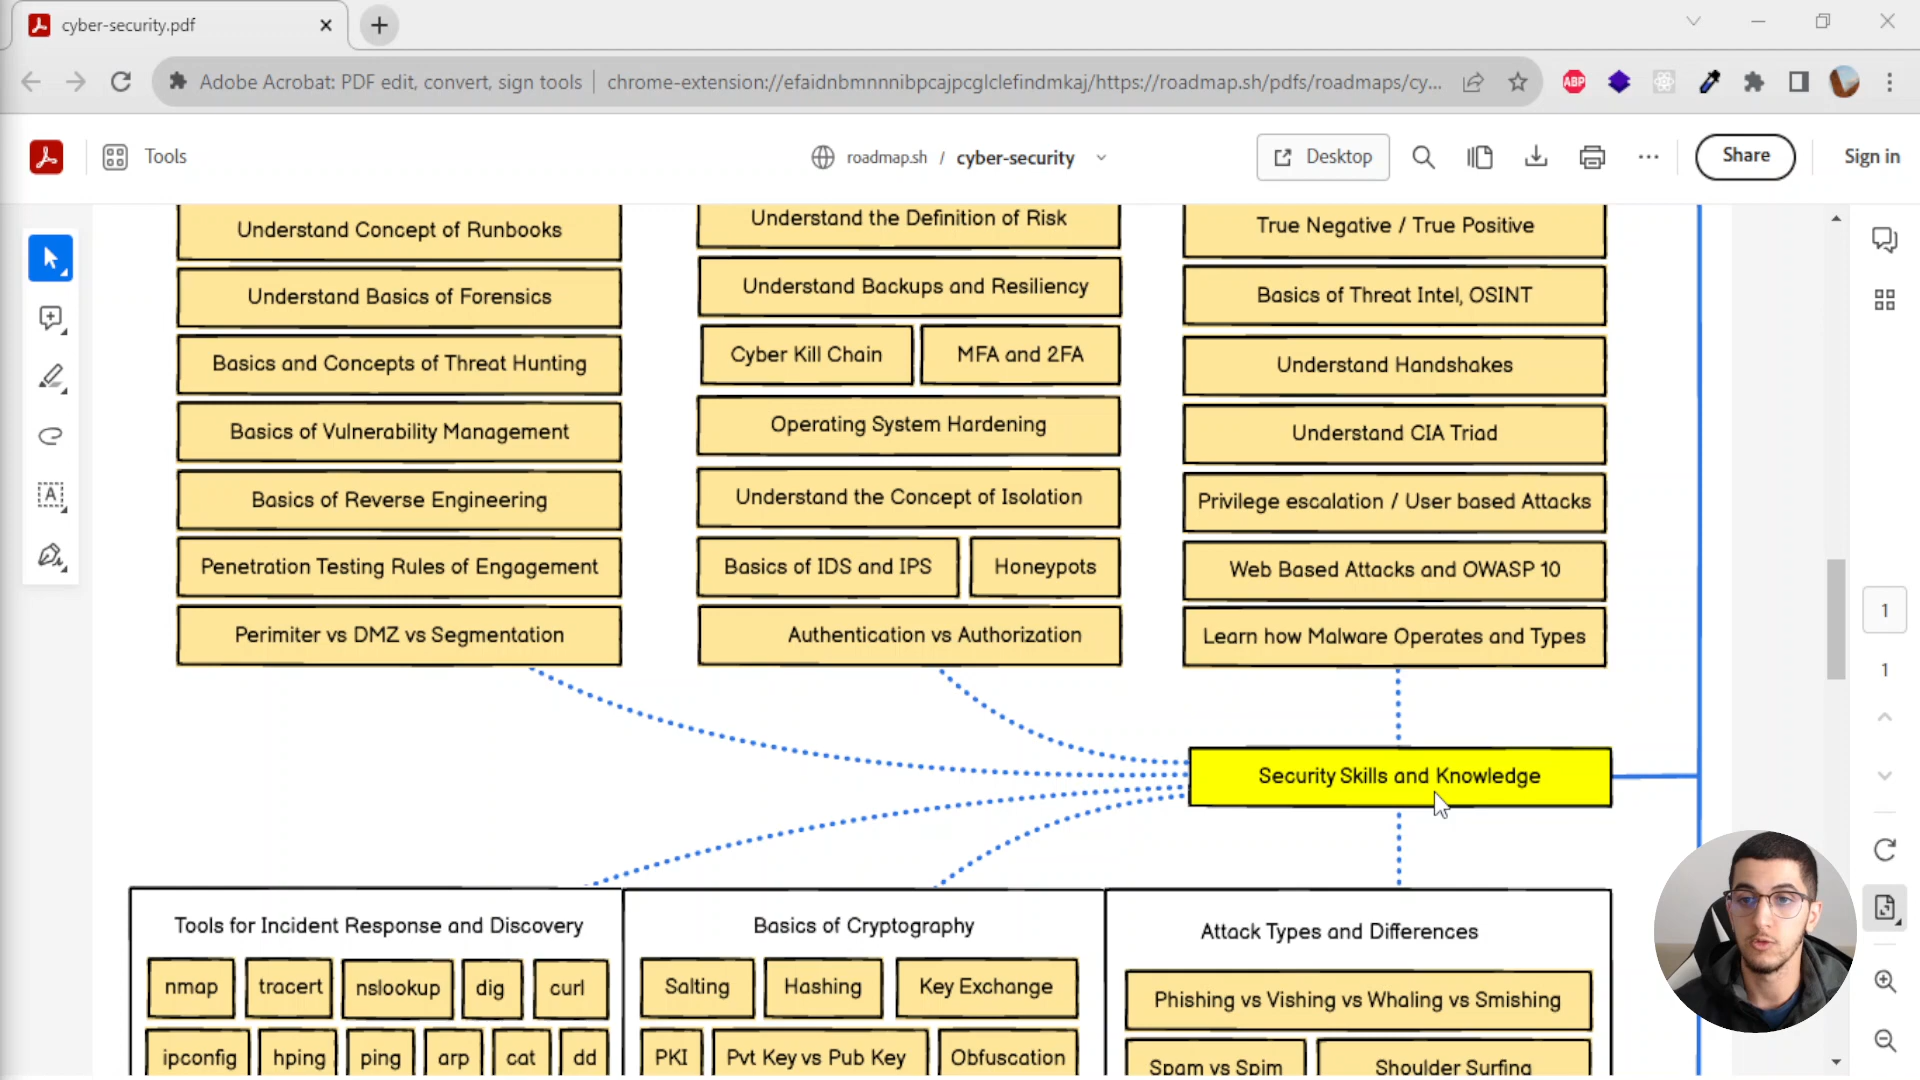 cyber-security.pdf
Adobe Acrobat: PDF edit, convert, sign tools
chrome-extension://efaidnbmnnnibpcajpcglclefindmkaj/https://roadmap.sh/pdfs/roadmaps/cy...
ABP
Tools
roadmap.sh / cyber-security
Desktop
Share
Sign in
Understand Concept of Runbooks
Understand the Definition of Risk
True Negative / True Positive
Understand Basics of Forensics
Understand Backups and Resiliency
Basics of Threat Intel, OSINT
Basics and Concepts of Threat Hunting
Cyber Kill Chain
MFA and 2FA
Understand Handshakes
Basics of Vulnerability Management
Operating System Hardening
Understand CIA Triad
Basics of Reverse Engineering
Understand the Concept of Isolation
Privilege escalation / User based Attacks
Penetration Testing Rules of Engagement
Basics of IDS and IPS
Honeypots
Web Based Attacks and OWASP 10
Perimiter vs DMZ vs Segmentation
Authentication vs Authorization
Learn how Malware Operates and Types
1
1
Security Skills and Knowledge
Tools for Incident Response and Discovery
Basics of Cryptography
Attack Types and Differences
nmap
tracert
nslookup
dig
curl
Salting
Hashing
Key Exchange
Phishing vs Vishing vs Whaling vs Smishing
ipconfig
hping
ping
arp
cat
dd
PKI
Pvt Key vs Pub Key
Obfuscation
Spam vs Spim
Shoulder Surfing